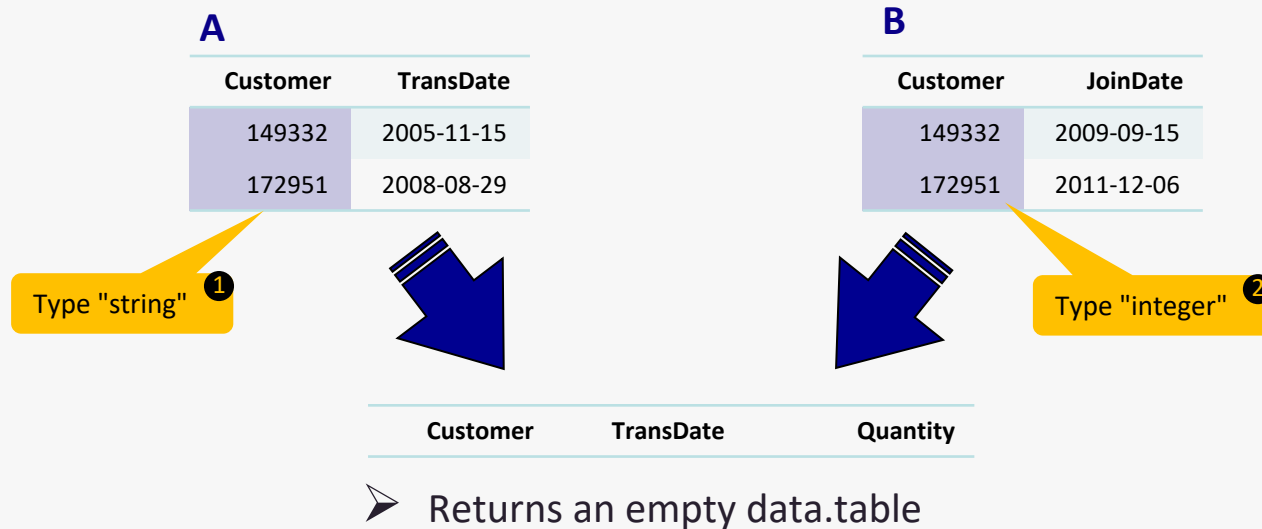 A
B
Customer TransDate
149332 2005-11-15
172951 2008-08-29
Customer JoinDate
149332 2009-09-15
172951 2011-12-06
Type "string" 1
Type "integer" 2
Customer TransDate Quantity
➢ Returns an empty data.table